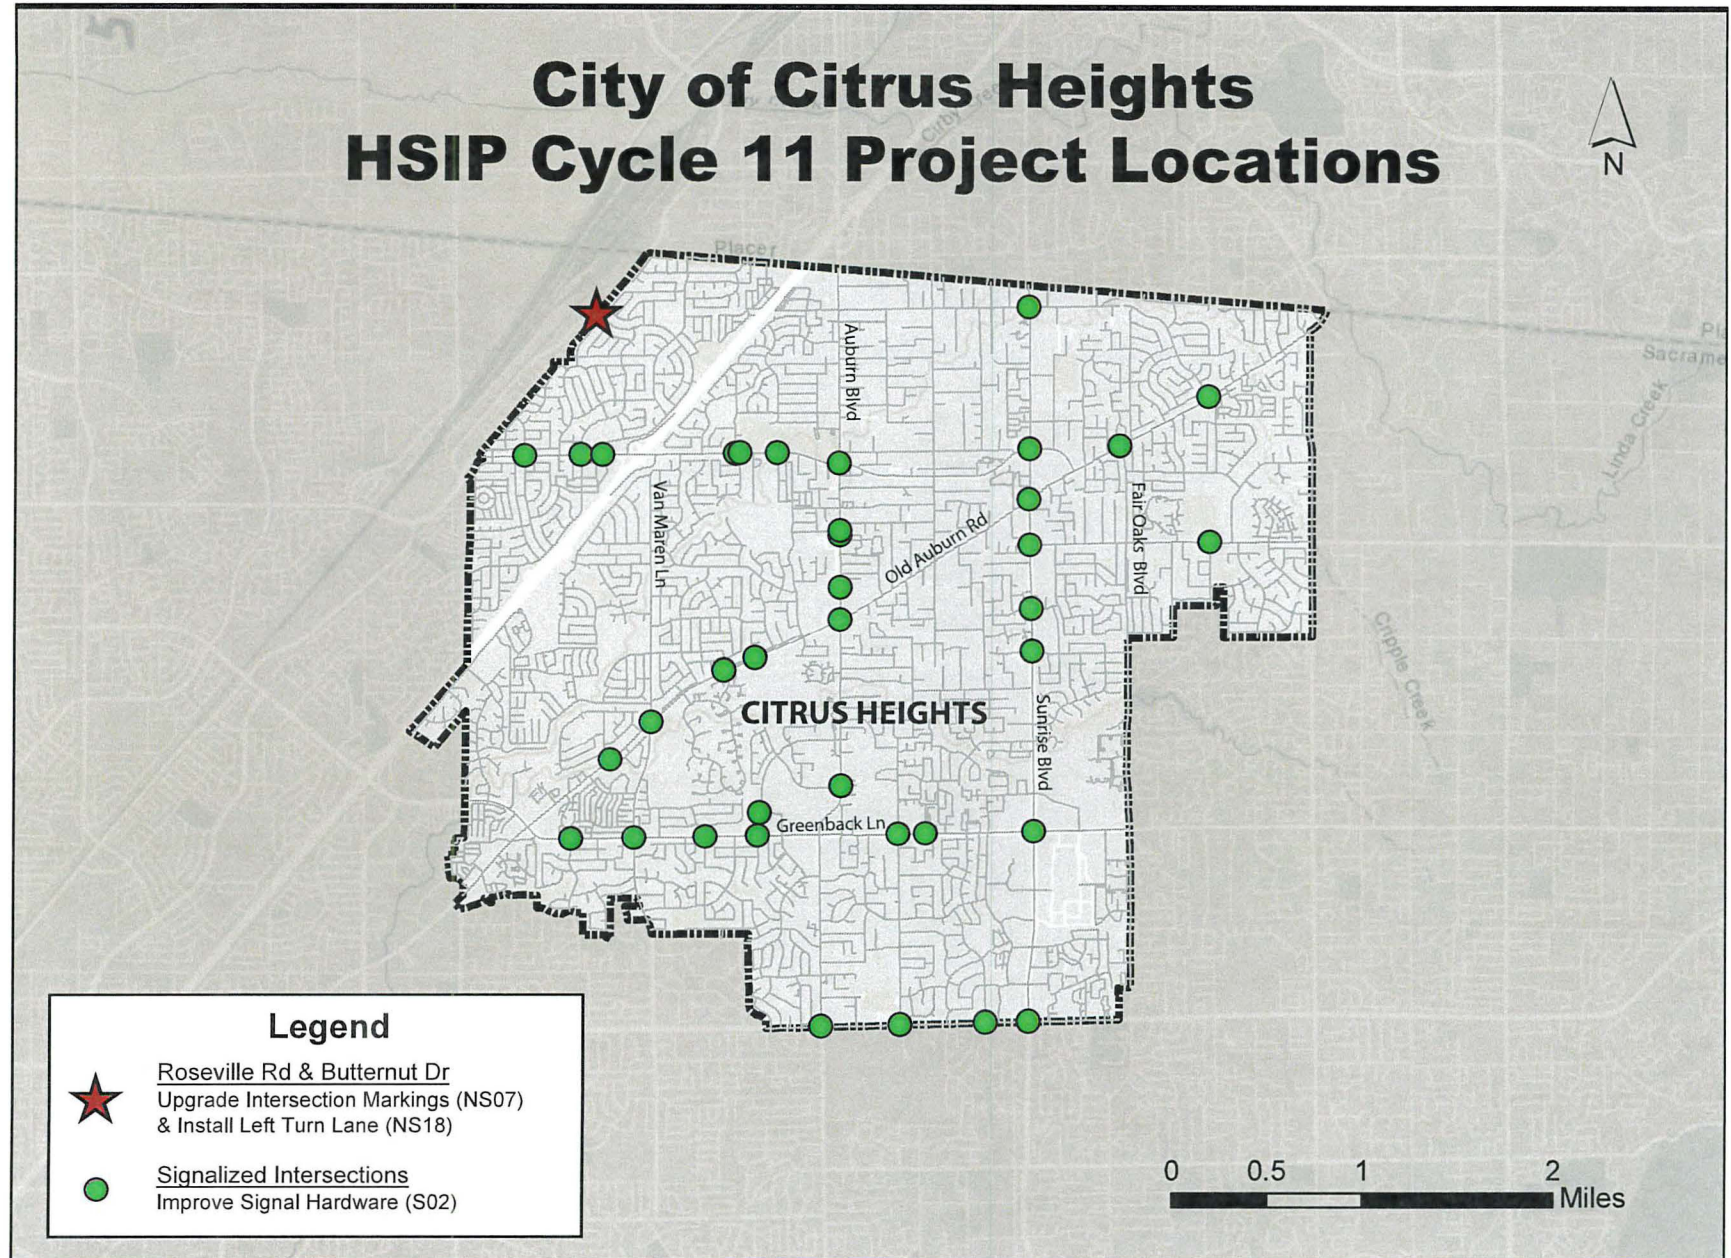 City of Citrus Heights
HSIP Cycle 11 Project Locations
N
Placer
Auburn Blvd
Van Maren Ln
Old Auburn Rd
Fair Oaks Blvd
Linda Creek
Cripple Creek
CITRUS HEIGHTS
Sunrise Blvd
Greenback Ln
Legend
Roseville Rd & Butternut Dr
Upgrade Intersection Markings (NS07)
& Install Left Turn Lane (NS18)
Signalized Intersections
Improve Signal Hardware (S02)
0 0.5 1 2
Miles